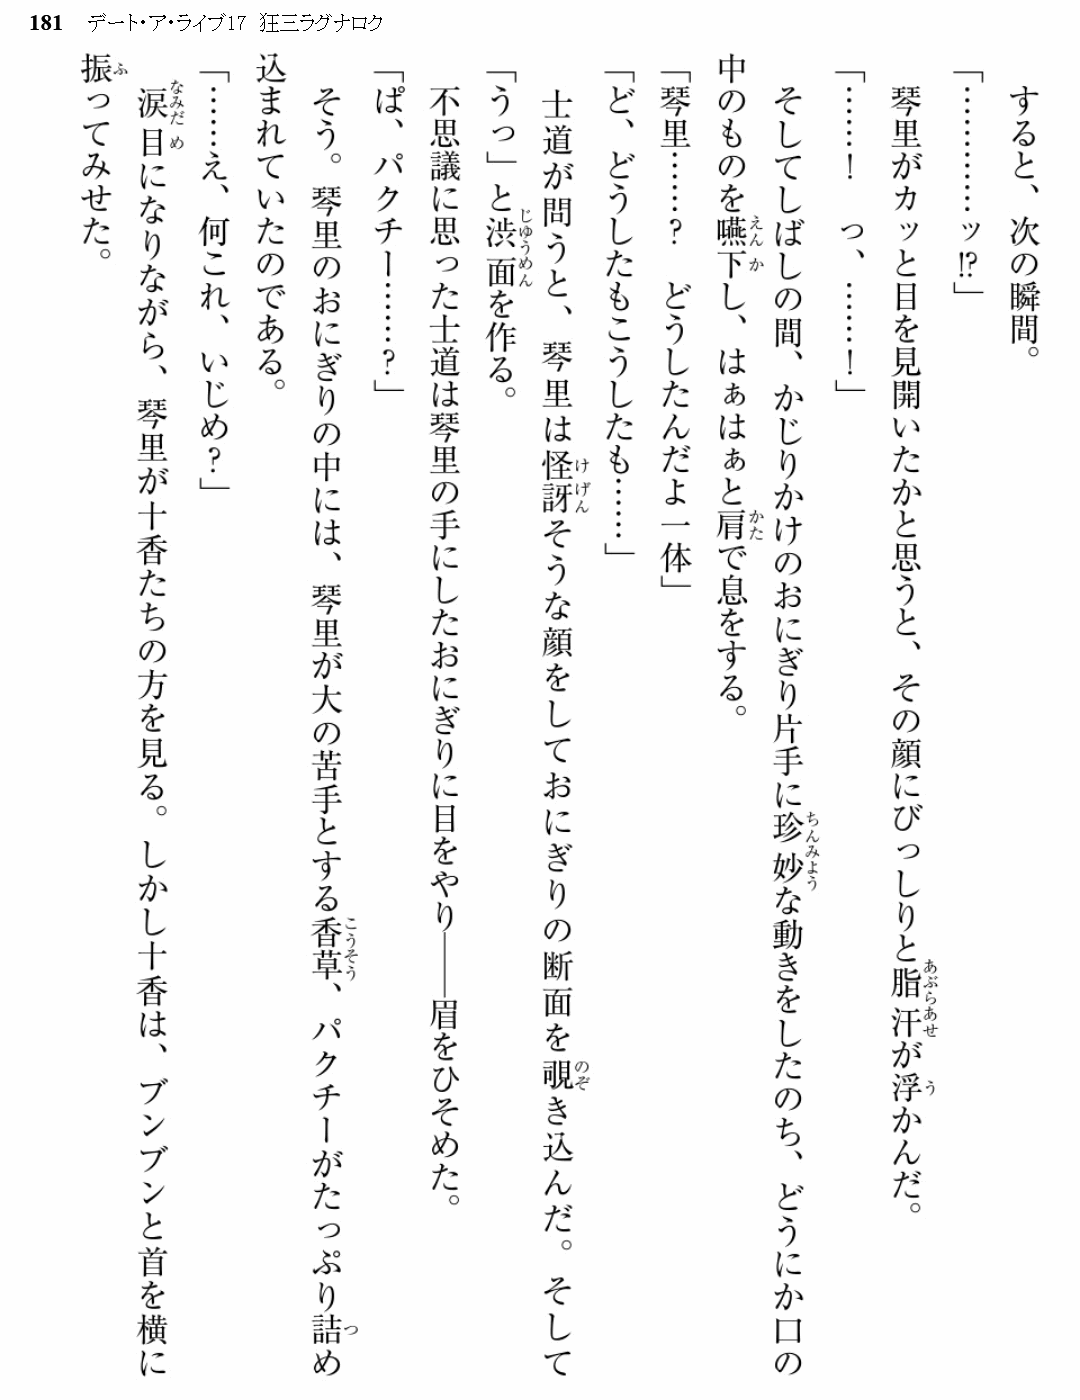 181 デート・ア・ライブ17 狂三ラグナロク
すると、次の瞬間。
「…………ッ!?」
琴里がカッと目を見開いたかと思うと、その顔にびっしりと脂汗が浮かんだ。
「……！ っ、……！」
そしてしばしの間、かじりかけのおにぎり片手に珍妙な動きをしたのち、どうにか口の
中のものを嚥下し、はぁはぁと肩で息をする。
「琴里……？ どうしたんだよ一体」
「ど、どうしたもこうしたも……」
士道が問うと、琴里は怪訝そうな顔をしておにぎりの断面を覗き込んだ。そして
「うっ」と渋面を作る。
不思議に思った士道は琴里の手にしたおにぎりに目をやり――眉をひそめた。
「ぱ、パクチー……？」
そう。琴里のおにぎりの中には、琴里が大の苦手とする香草、パクチーがたっぷり詰め
込まれていたのである。
「……え、何これ、いじめ？」
涙目になりながら、琴里が十香たちの方を見る。しかし十香は、ブンブンと首を横に
振ってみせた。